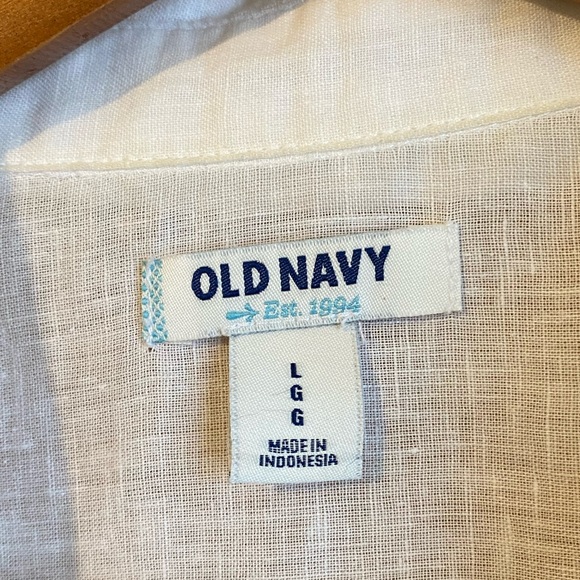 OLD NAVY
Est. 1994
L
G
G
MADE IN
INDONESIA